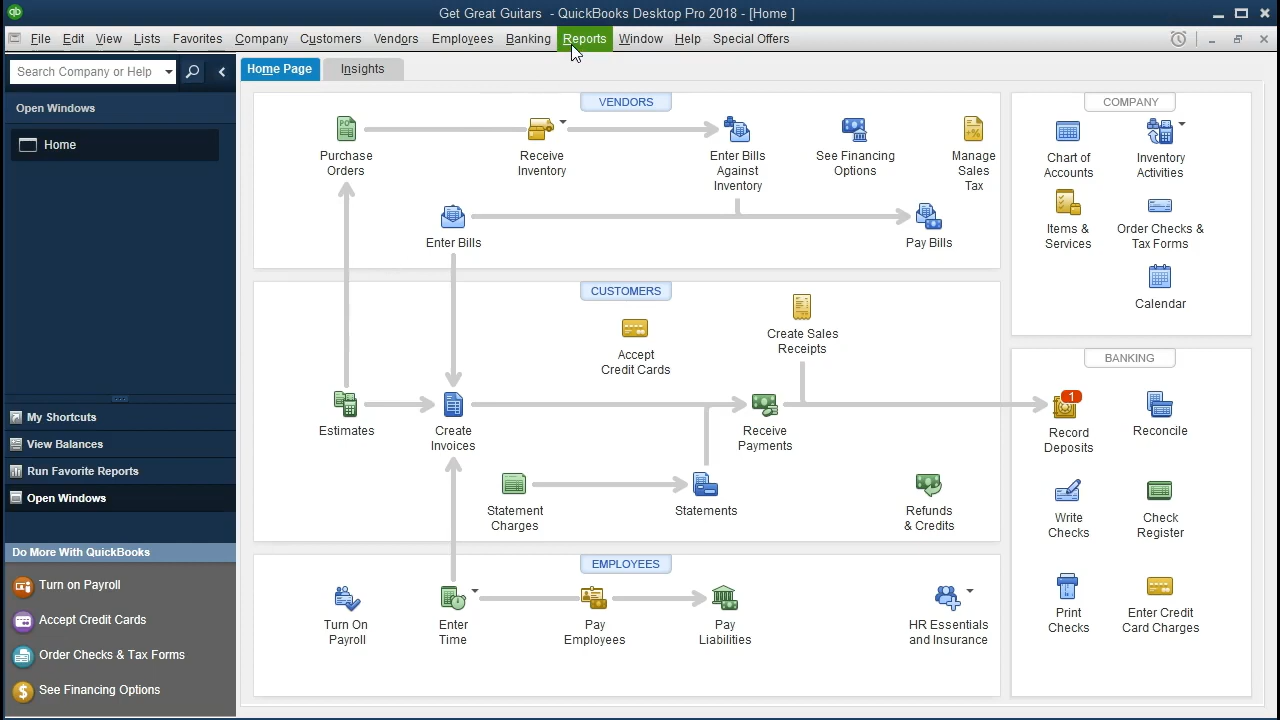 qb
Get Great Guitars - QuickBooks Desktop Pro 2018 - [Home ]
File Edit View Lists Favorites Company Customers Vendors Employees Banking Reports Window Help Special Offers
Search Company or Help
Home Page Insights
Open Windows
Home
My Shortcuts
View Balances
Run Favorite Reports
Open Windows
Do More With QuickBooks
Turn on Payroll
Accept Credit Cards
Order Checks & Tax Forms
See Financing Options
VENDORS
Purchase
Orders
Receive
Inventory
Enter Bills
Against
Inventory
See Financing
Options
Manage
Sales
Tax
Enter Bills
Pay Bills
CUSTOMERS
Create Sales
Receipts
Accept
Credit Cards
Estimates
Create
Invoices
Receive
Payments
Statement
Charges
Statements
Refunds
& Credits
EMPLOYEES
Turn On
Payroll
Enter
Time
Pay
Employees
Pay
Liabilities
HR Essentials
and Insurance
COMPANY
Chart of
Accounts
Inventory
Activities
Items &
Services
Order Checks &
Tax Forms
Calendar
BANKING
1
Record
Deposits
Reconcile
Write
Checks
Check
Register
Print
Checks
Enter Credit
Card Charges